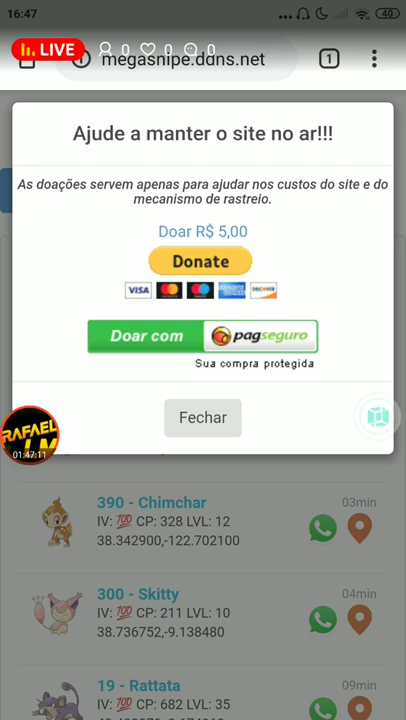 16:47
40
LIVE 0 0 0
megasnipe.ddns.net
1
Ajude a manter o site no ar!!!
As doações servem apenas para ajudar nos custos do site e do
mecanismo de rastreio.
Doar R$ 5,00
Donate
VISA DISCOVER
Doar com pagseguro
Sua compra protegida
Fechar
RAFAEL
LM
01:47:11
390 - Chimchar 03min
IV: 💯 CP: 328 LVL: 12
38.342900,-122.702100
300 - Skitty 04min
IV: 💯 CP: 211 LVL: 10
38.736752,-9.138480
19 - Rattata 09min
IV: 💯 CP: 682 LVL: 35